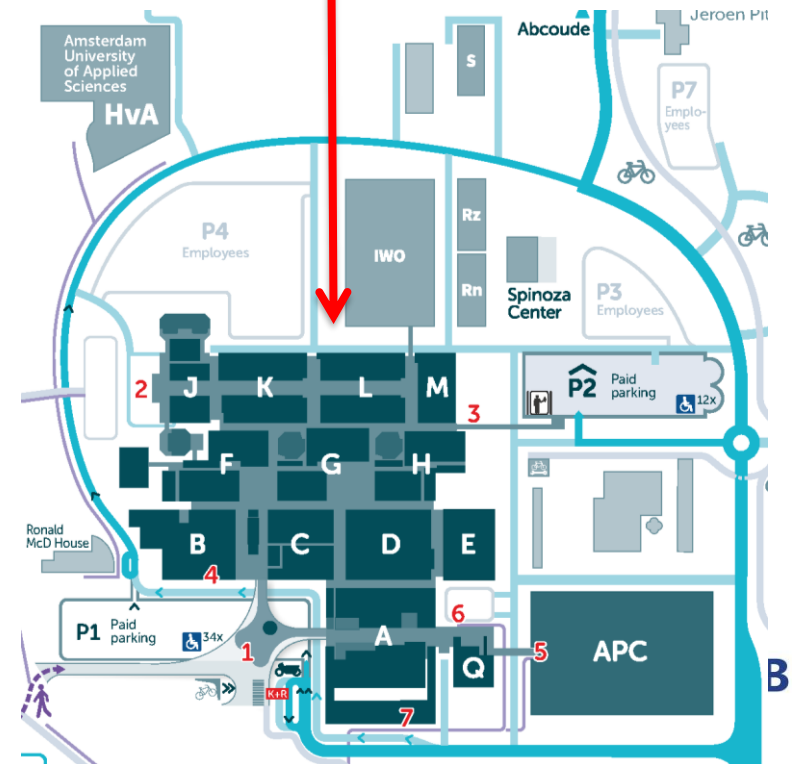 Abcoude
Jeroen Pit
Amsterdam
University
of Applied
Sciences
HvA
S
P7
Emplo-
yees
P4
Employees
IWO
Rz
Rn
Spinoza
Center
P3
Employees
J
K
L
M
2
3
P2
Paid
parking
12x
F
G
H
Ronald
McD House
B
C
D
E
4
P1
Paid
parking
34x
1
A
6
Q
5
APC
B
K+R
7